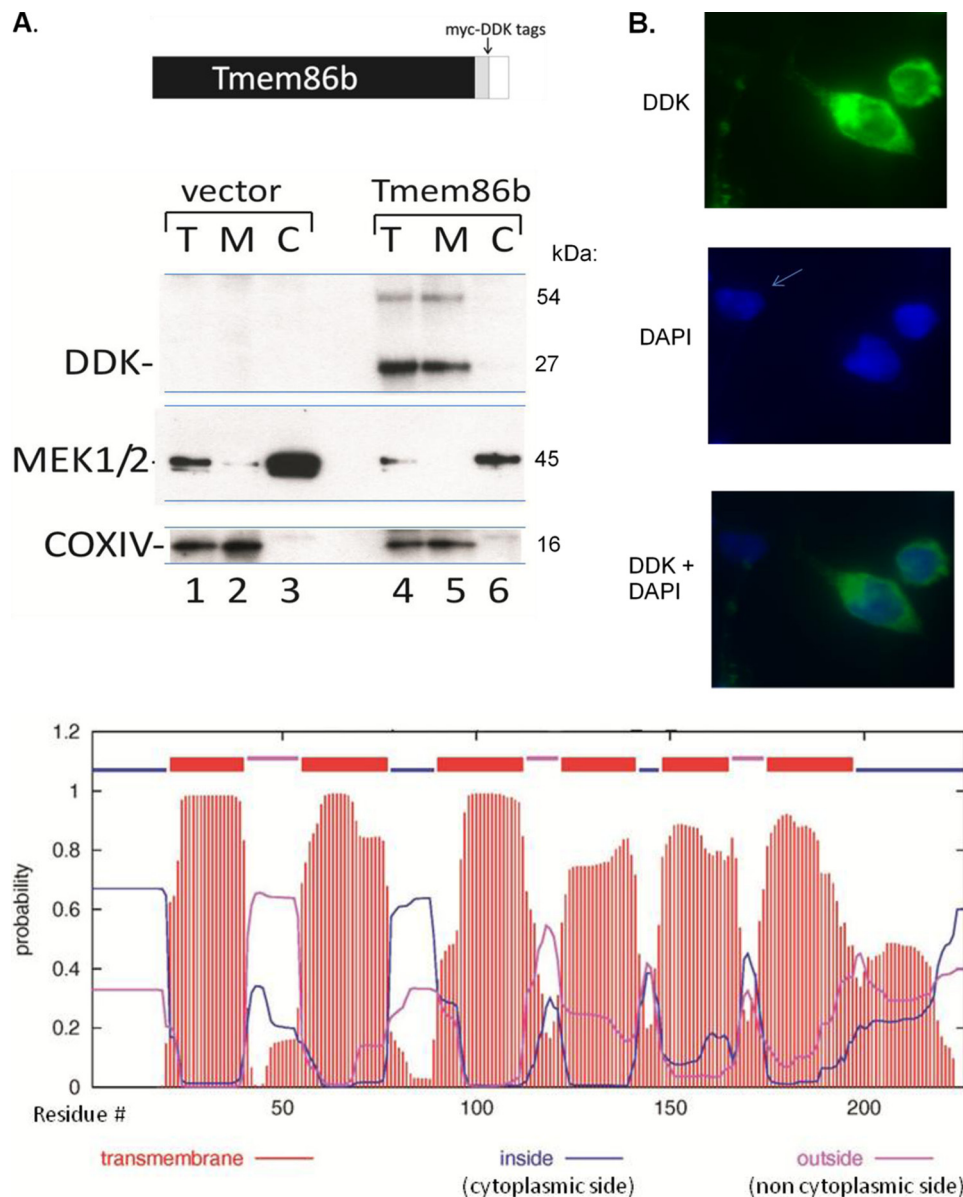 A.
myc-DDK tags
Tmem86b
vector
Tmem86b
T M C
T M C
kDa:
54
DDK- 27
MEK1/2- 45
COXIV- 16
1 2 3 4 5 6
B.
DDK
DAPI
DDK +
DAPI
1.2
1
0.8
0.6
0.4
0.2
0
probability
Residue # 50 100 150 200
transmembrane
inside
(cytoplasmic side)
outside
(non cytoplasmic side)